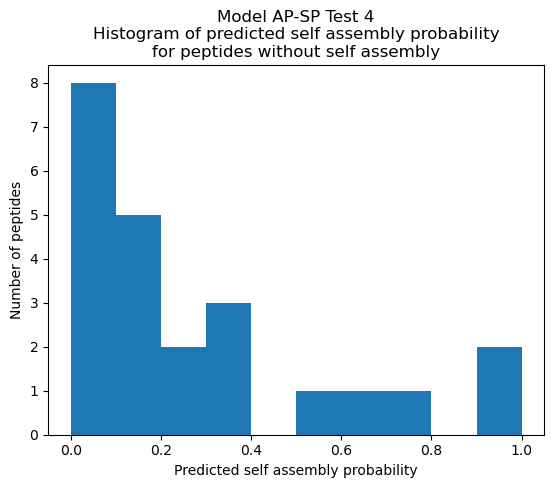 Model AP-SP Test 4
Histogram of predicted self assembly probability
for peptides without self assembly
8
7
6
5
4
3
2
1
0
Number of peptides
0.0 0.2 0.4 0.6 0.8 1.0
Predicted self assembly probability